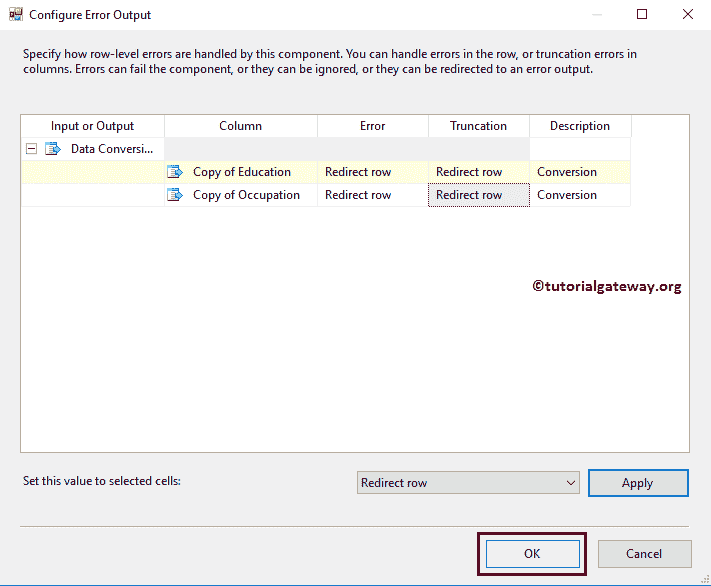 Configure Error Output
Specify how row-level errors are handled by this component. You can handle errors in the row, or truncation errors in
columns. Errors can fail the component, or they can be ignored, or they can be redirected to an error output.
Input or Output Column Error Truncation Description
Data Conversi...
Copy of Education Redirect row Redirect row Conversion
Copy of Occupation Redirect row Redirect row Conversion
©tutorialgateway.org
Set this value to selected cells: Redirect row Apply
OK Cancel